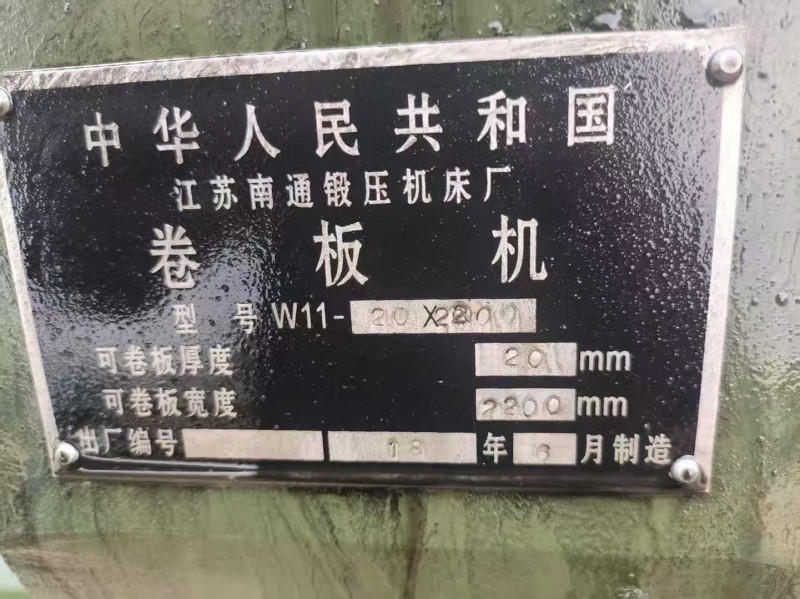 中华人民共和国
江苏南通锻压机床厂
卷板机
型号 W11-20X2200
可卷板厚度 20 mm
可卷板宽度 2200 mm
出厂编号 18 年 6 月制造